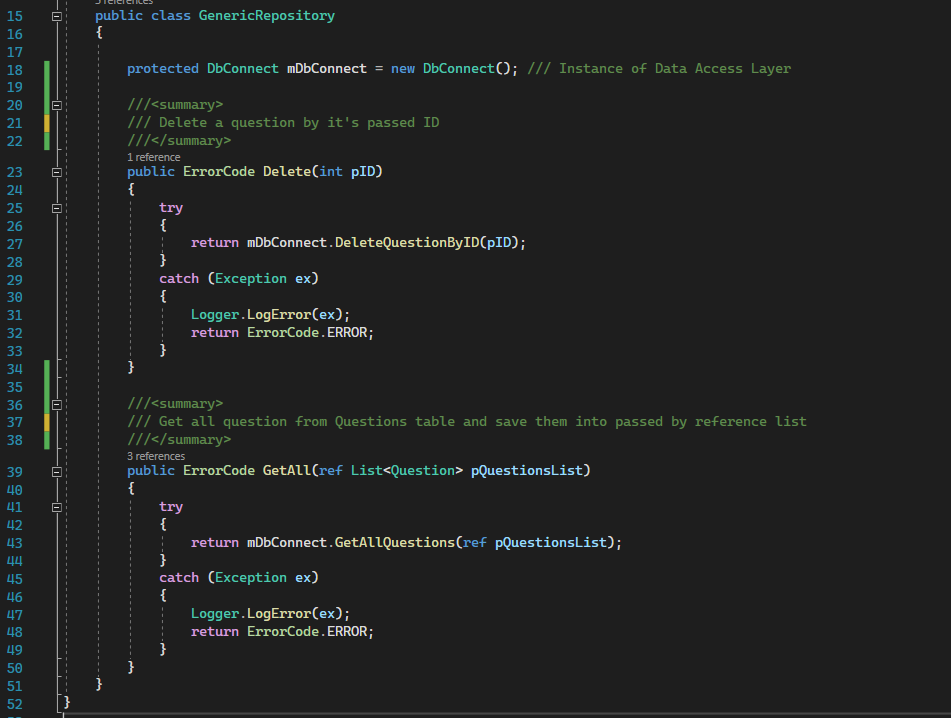 15 public class GenericRepository
16 {
17
18 protected DbConnect mDbConnect = new DbConnect(); /// Instance of Data Access Layer
19
20 ///<summary>
21 /// Delete a question by it's passed ID
22 ///</summary>
1 reference
23 public ErrorCode Delete(int pID)
24 {
25 try
26 {
27 return mDbConnect.DeleteQuestionByID(pID);
28 }
29 catch (Exception ex)
30 {
31 Logger.LogError(ex);
32 return ErrorCode.ERROR;
33 }
34 }
35
36 ///<summary>
37 /// Get all question from Questions table and save them into passed by reference list
38 ///</summary>
3 references
39 public ErrorCode GetAll(ref List<Question> pQuestionsList)
40 {
41 try
42 {
43 return mDbConnect.GetAllQuestions(ref pQuestionsList);
44 }
45 catch (Exception ex)
46 {
47 Logger.LogError(ex);
48 return ErrorCode.ERROR;
49 }
50 }
51 }
52 }